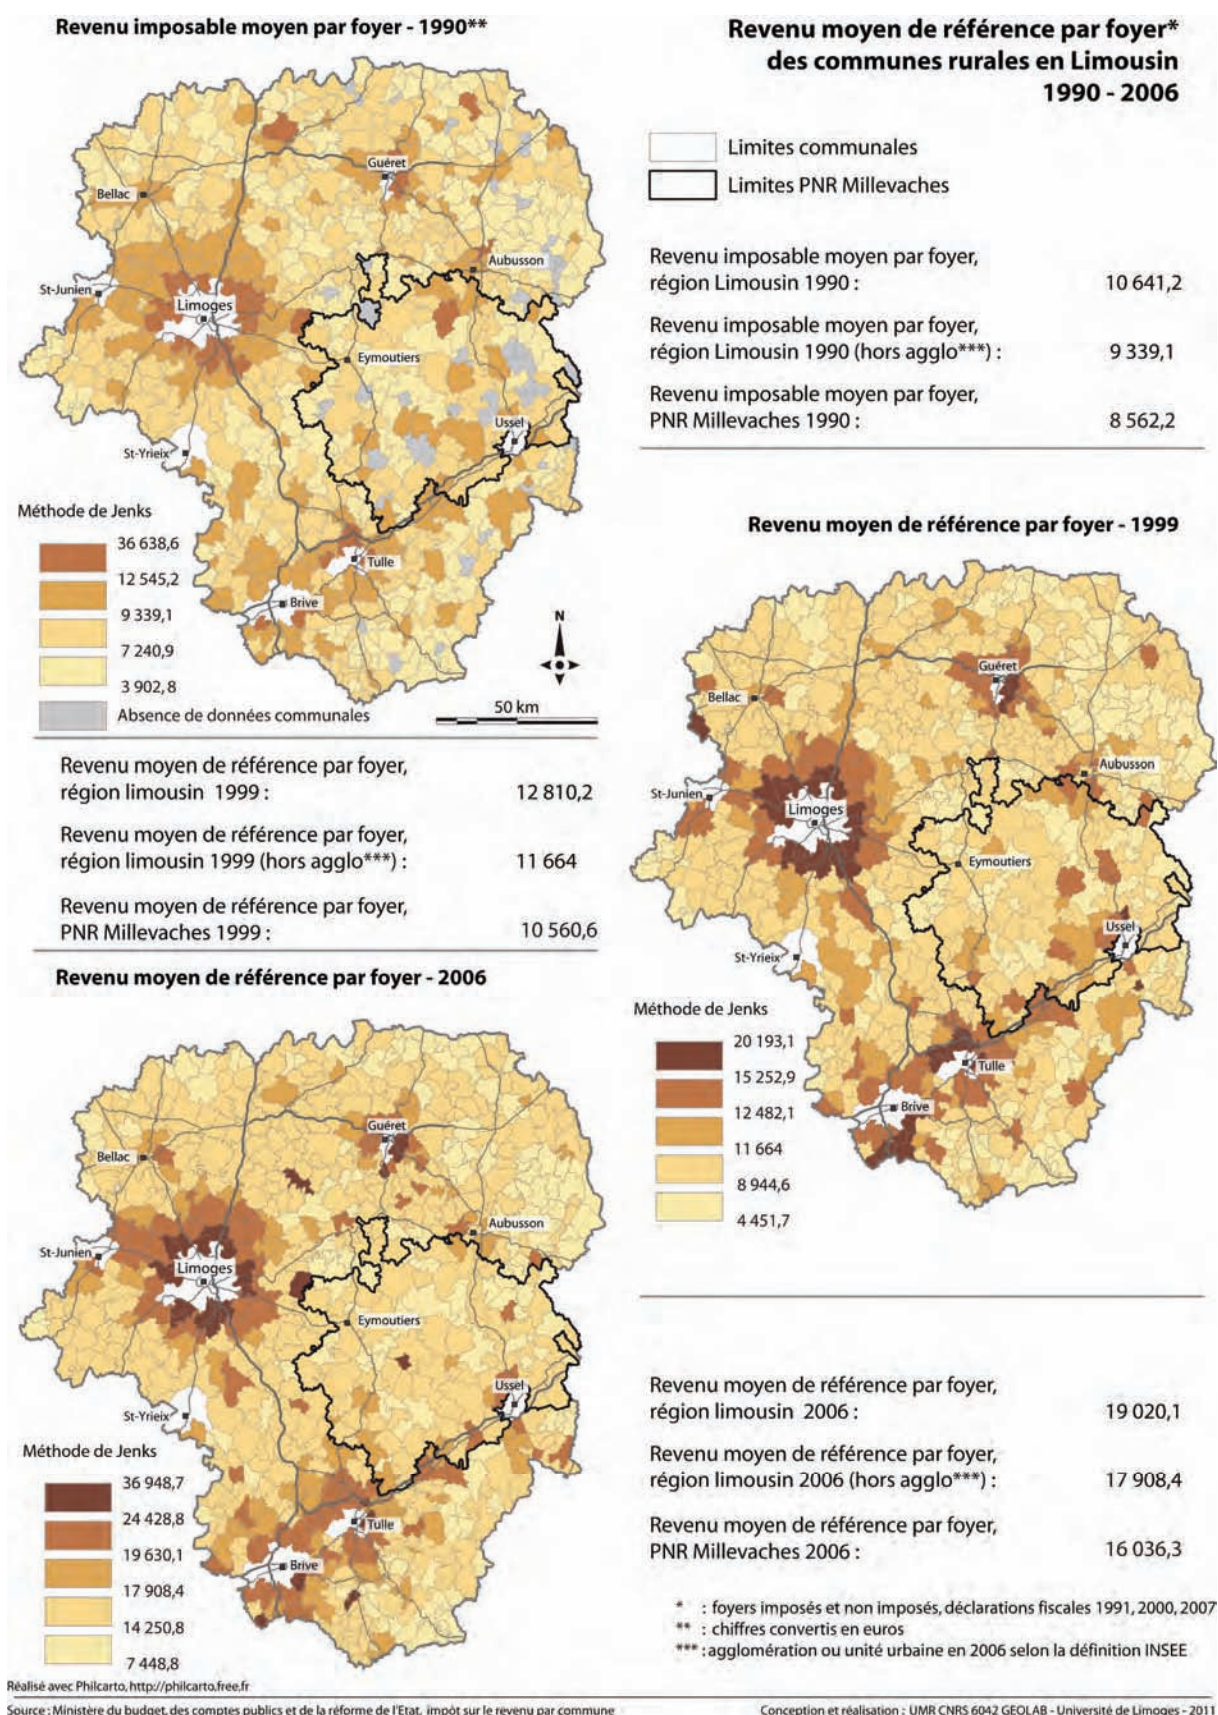 Revenu imposable moyen par foyer - 1990**
Revenu moyen de référence par foyer*
des communes rurales en Limousin
1990 - 2006
Limites communales
Limites PNR Millevaches
Revenu imposable moyen par foyer,
région Limousin 1990 : 10 641,2
Revenu imposable moyen par foyer,
région Limousin 1990 (hors agglo***) : 9 339,1
Revenu imposable moyen par foyer,
PNR Millevaches 1990 : 8 562,2
Guéret
Bellac
Aubusson
St-Junien
Limoges
Eymoutiers
Ussel
St-Yrieix
Tulle
Brive
Méthode de Jenks
36 638,6
12 545,2
9 339,1
7 240,9
3 902,8
Absence de données communales
N
50 km
Revenu moyen de référence par foyer,
région limousin 1999 : 12 810,2
Revenu moyen de référence par foyer,
région limousin 1999 (hors agglo***) : 11 664
Revenu moyen de référence par foyer,
PNR Millevaches 1999 : 10 560,6
Revenu moyen de référence par foyer - 1999
Guéret
Bellac
Aubusson
St-Junien
Limoges
Eymoutiers
Ussel
St-Yrieix
Tulle
Brive
Méthode de Jenks
20 193,1
15 252,9
12 482,1
11 664
8 944,6
4 451,7
Revenu moyen de référence par foyer - 2006
Guéret
Bellac
Aubusson
St-Junien
Limoges
Eymoutiers
Ussel
St-Yrieix
Tulle
Brive
Méthode de Jenks
36 948,7
24 428,8
19 630,1
17 908,4
14 250,8
7 448,8
Revenu moyen de référence par foyer,
région limousin 2006 : 19 020,1
Revenu moyen de référence par foyer,
région limousin 2006 (hors agglo***) : 17 908,4
Revenu moyen de référence par foyer,
PNR Millevaches 2006 : 16 036,3
* : foyers imposés et non imposés, déclarations fiscales 1991, 2000, 2007
** : chiffres convertis en euros
*** : agglomération ou unité urbaine en 2006 selon la définition INSEE
Réalisé avec Philcarto, http://philcarto.free.fr
Source : Ministère du budget, des comptes publics et de la réforme de l'Etat, impôt sur le revenu par commune
Conception et réalisation : UMR CNRS 6042 GEOLAB - Université de Limoges - 2011